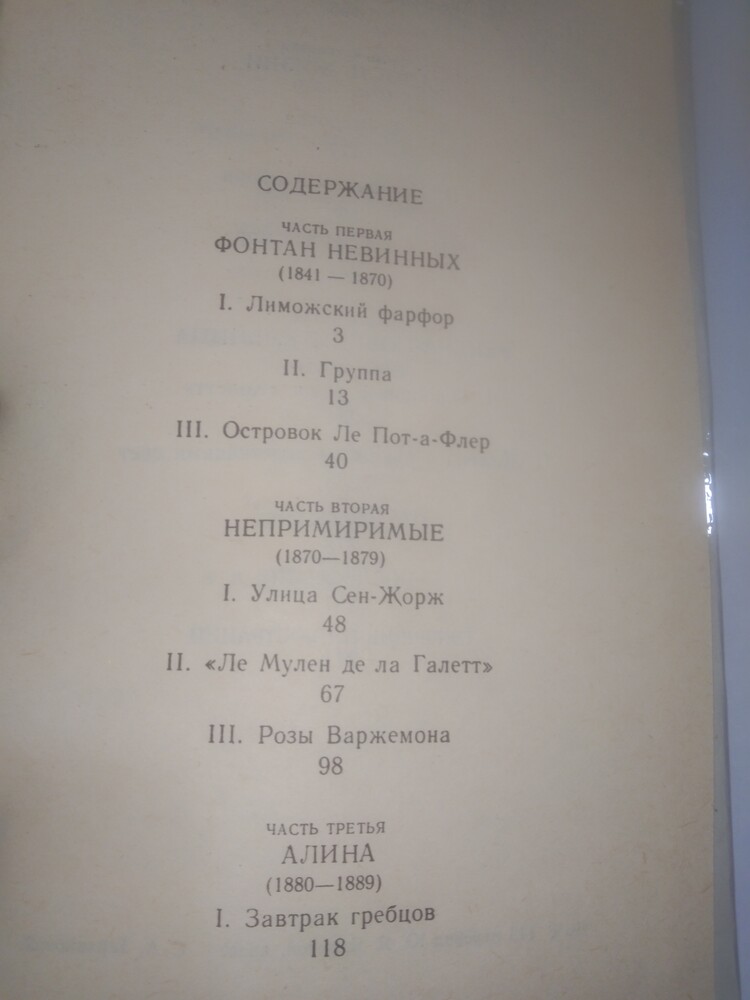 СОДЕРЖАНИЕ
ЧАСТЬ ПЕРВАЯ
ФОНТАН НЕВИННЫХ
(1841 — 1870)
I. Лиможский фарфор
3
II. Группа
13
III. Островок Ле Пот-а-Флер
40
ЧАСТЬ ВТОРАЯ
НЕПРИМИРИМЫЕ
(1870—1879)
I. Улица Сен-Жорж
48
II. «Ле Мулен де ла Галетт»
67
III. Розы Варжемона
98
ЧАСТЬ ТРЕТЬЯ
АЛИНА
(1880—1889)
I. Завтрак гребцов
118